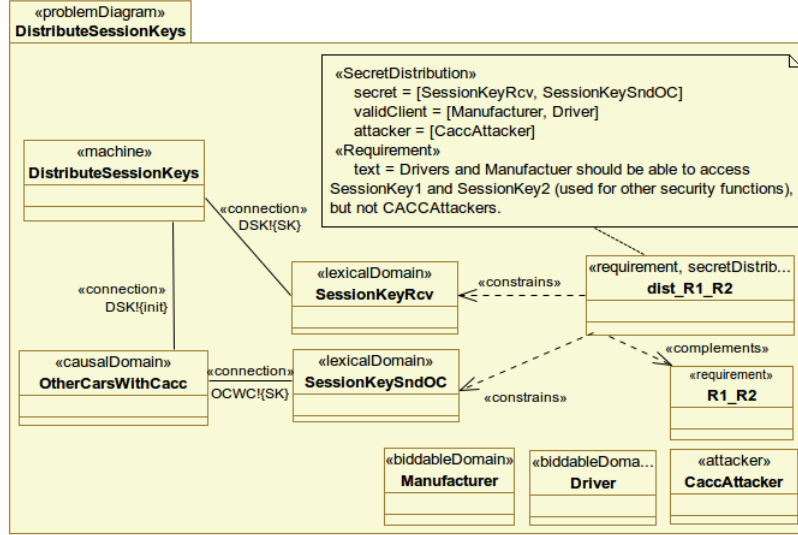 «problemDiagram»
DistributeSessionKeys
«SecretDistribution»
secret = [SessionKeyRcv, SessionKeySndOC]
validClient = [Manufacturer, Driver]
attacker = [CaccAttacker]
«Requirement»
text = Drivers and Manufactuer should be able to access
SessionKey1 and SessionKey2 (used for other security functions),
but not CACCAttackers.
«machine»
DistributeSessionKeys
«connection»
DSK!{SK}
«connection»
DSK!{init}
«lexicalDomain»
SessionKeyRcv
«constrains»
«requirement, secretDistrib...
dist_R1_R2
«causalDomain»
OtherCarsWithCacc
«connection»
OCWC!{SK}
«lexicalDomain»
SessionKeySndOC
«constrains»
«complements»
«requirement»
R1_R2
«biddableDomain»
Manufacturer
«biddableDoma...
Driver
«attacker»
CaccAttacker